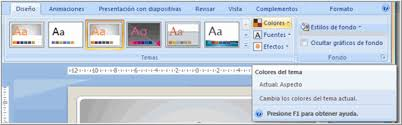 Diseño Animaciones Presentación con diapositivas Revisar Vista Complementos Formato
Aa Aa Aa Aa Aa
Colores
Fuentes
Efectos
Estilos de fondo
Ocultar gráficos de fondo
Temas
Fondo
Colores del tema
Actual: Aspecto
Cambia los colores del tema actual.
Presione F1 para obtener ayuda.